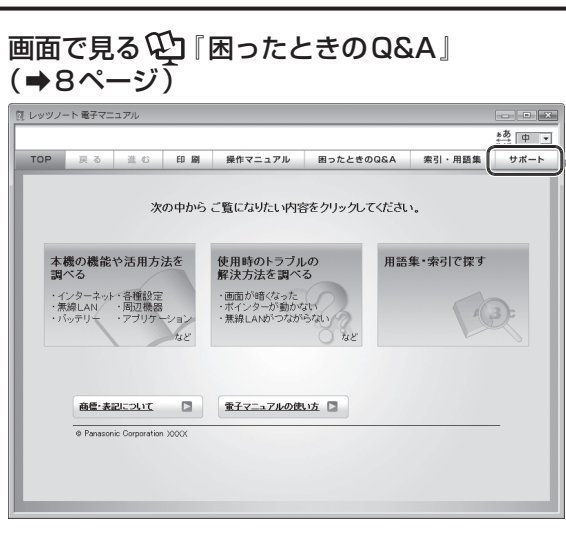 画面で見る『困ったときのQ&A』
(➡8ページ)
レッツノート 電子マニュアル
あ あ 中
TOP 戻る 進む 印刷 操作マニュアル 困ったときのQ&A 索引・用語集 サポート
次の中から ご覧になりたい内容をクリックしてください。
本機の機能や活用方法を
調べる
・インターネット ・各種設定
・無線LAN ・周辺機器
・バッテリー ・アプリケーション
など
使用時のトラブルの
解決方法を調べる
・画面が暗くなった
・ポインターが動かない
・無線LANがつながらない
など
用語集・索引で探す
商標・表記について
電子マニュアルの使い方
© Panasonic Corporation XXXX